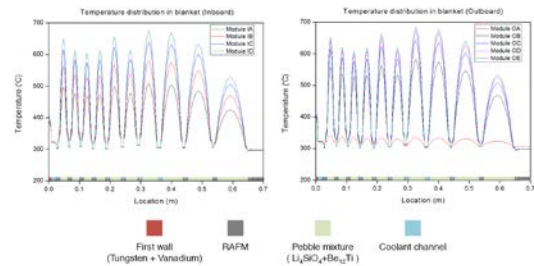 Temperature distribution in blanket (Inboard)
700
600
500
400
300
200
Temperature (°C)
Module IA
Module IB
Module IC
Module ID
0.0 0.1 0.2 0.3 0.4 0.5 0.6 0.7
Location (m)
Temperature distribution in blanket (Outboard)
700
600
500
400
300
200
Temperature (°C)
Module OA
Module OB
Module OC
Module OD
Module OE
0.0 0.1 0.2 0.3 0.4 0.5 0.6 0.7
Location (m)
First wall
(Tungsten + Vanadium)
RAFM
Pebble mixture
(Li₄SiO₄+Be₁₂Ti)
Coolant channel